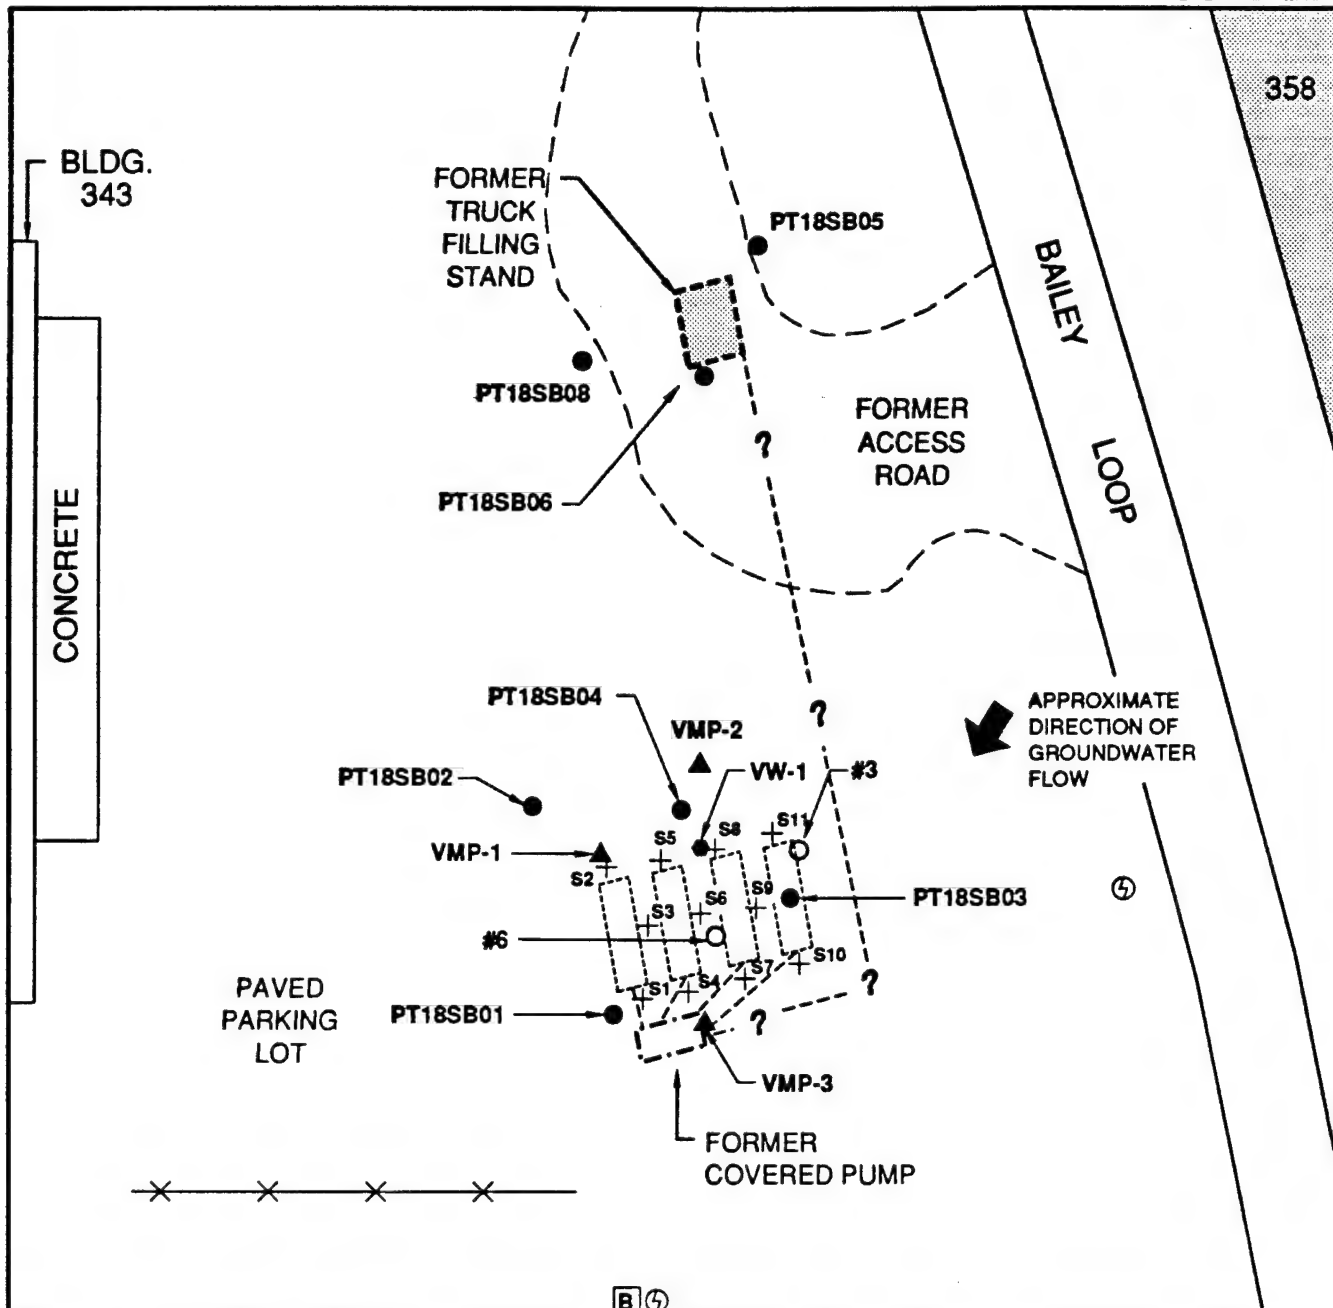 358
BLDG.
343
FORMER
TRUCK
FILLING
STAND
PT18SB05
BAILEY
LOOP
PT18SB08
FORMER
ACCESS
ROAD
?
PT18SB06
CONCRETE
PT18SB04
?
APPROXIMATE
DIRECTION OF
GROUNDWATER
FLOW
VMP-2
PT18SB02
VW-1
#3
VMP-1
S11
S8
S5
S2
S9
PT18SB03
S6
S3
#6
S10
S7
S4
S1
?
PAVED
PARKING
LOT
PT18SB01
?
VMP-3
FORMER
COVERED PUMP
B